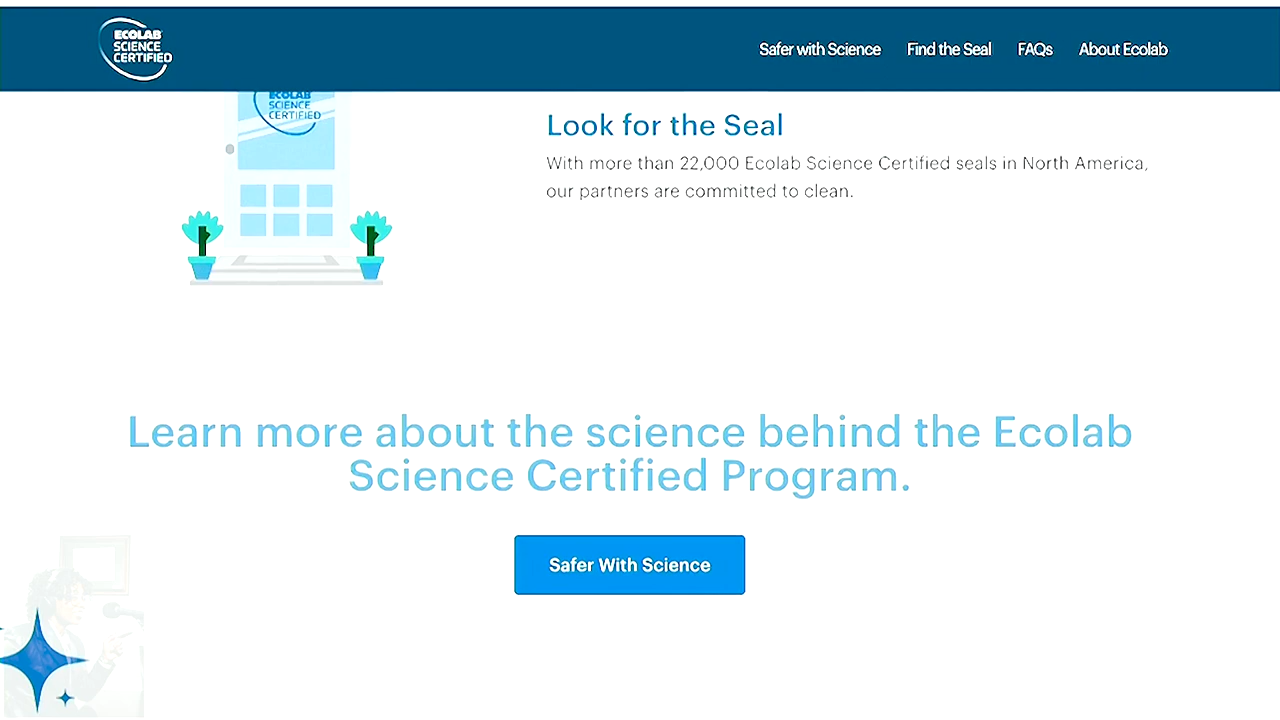 ECOLAB
SCIENCE
CERTIFIED
Safer with Science
Find the Seal
FAQs
About Ecolab
ECOLAB
SCIENCE
CERTIFIED
Look for the Seal
With more than 22,000 Ecolab Science Certified seals in North America,
our partners are committed to clean.
Learn more about the science behind the Ecolab
Science Certified Program.
Safer With Science